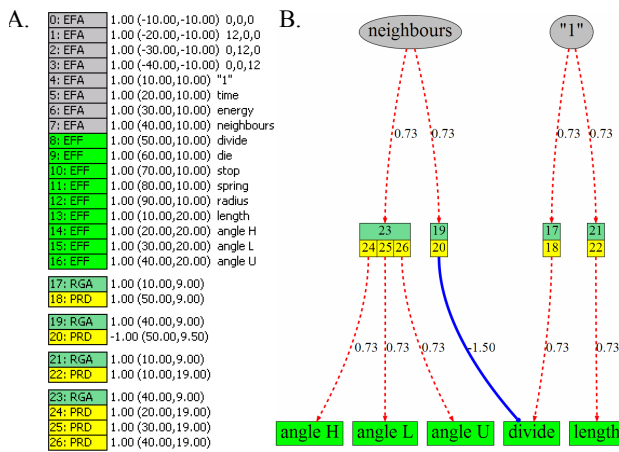 A.
0: EFA 1.00 (-10.00,-10.00) 0,0,0
1: EFA 1.00 (-20.00,-10.00) 12,0,0
2: EFA 1.00 (-30.00,-10.00) 0,12,0
3: EFA 1.00 (-40.00,-10.00) 0,0,12
4: EFA 1.00 (10.00,10.00) "1"
5: EFA 1.00 (20.00,10.00) time
6: EFA 1.00 (30.00,10.00) energy
7: EFA 1.00 (40.00,10.00) neighbours
8: EFF 1.00 (50.00,10.00) divide
9: EFF 1.00 (60.00,10.00) die
10: EFF 1.00 (70.00,10.00) stop
11: EFF 1.00 (80.00,10.00) spring
12: EFF 1.00 (90.00,10.00) radius
13: EFF 1.00 (10.00,20.00) length
14: EFF 1.00 (20.00,20.00) angle H
15: EFF 1.00 (30.00,20.00) angle L
16: EFF 1.00 (40.00,20.00) angle U
17: RGA 1.00 (10.00,9.00)
18: PRD 1.00 (50.00,9.00)
19: RGA 1.00 (40.00,9.00)
20: PRD -1.00 (50.00,9.50)
21: RGA 1.00 (10.00,9.00)
22: PRD 1.00 (10.00,19.00)
23: RGA 1.00 (40.00,9.00)
24: PRD 1.00 (20.00,19.00)
25: PRD 1.00 (30.00,19.00)
26: PRD 1.00 (40.00,19.00)
B.
neighbours "1"
0.73 0.73 0.73 0.73
23 19 17 21
24 25 26 20 18 22
0.73 0.73 0.73 -1.50 0.73 0.73
angle H angle L angle U divide length